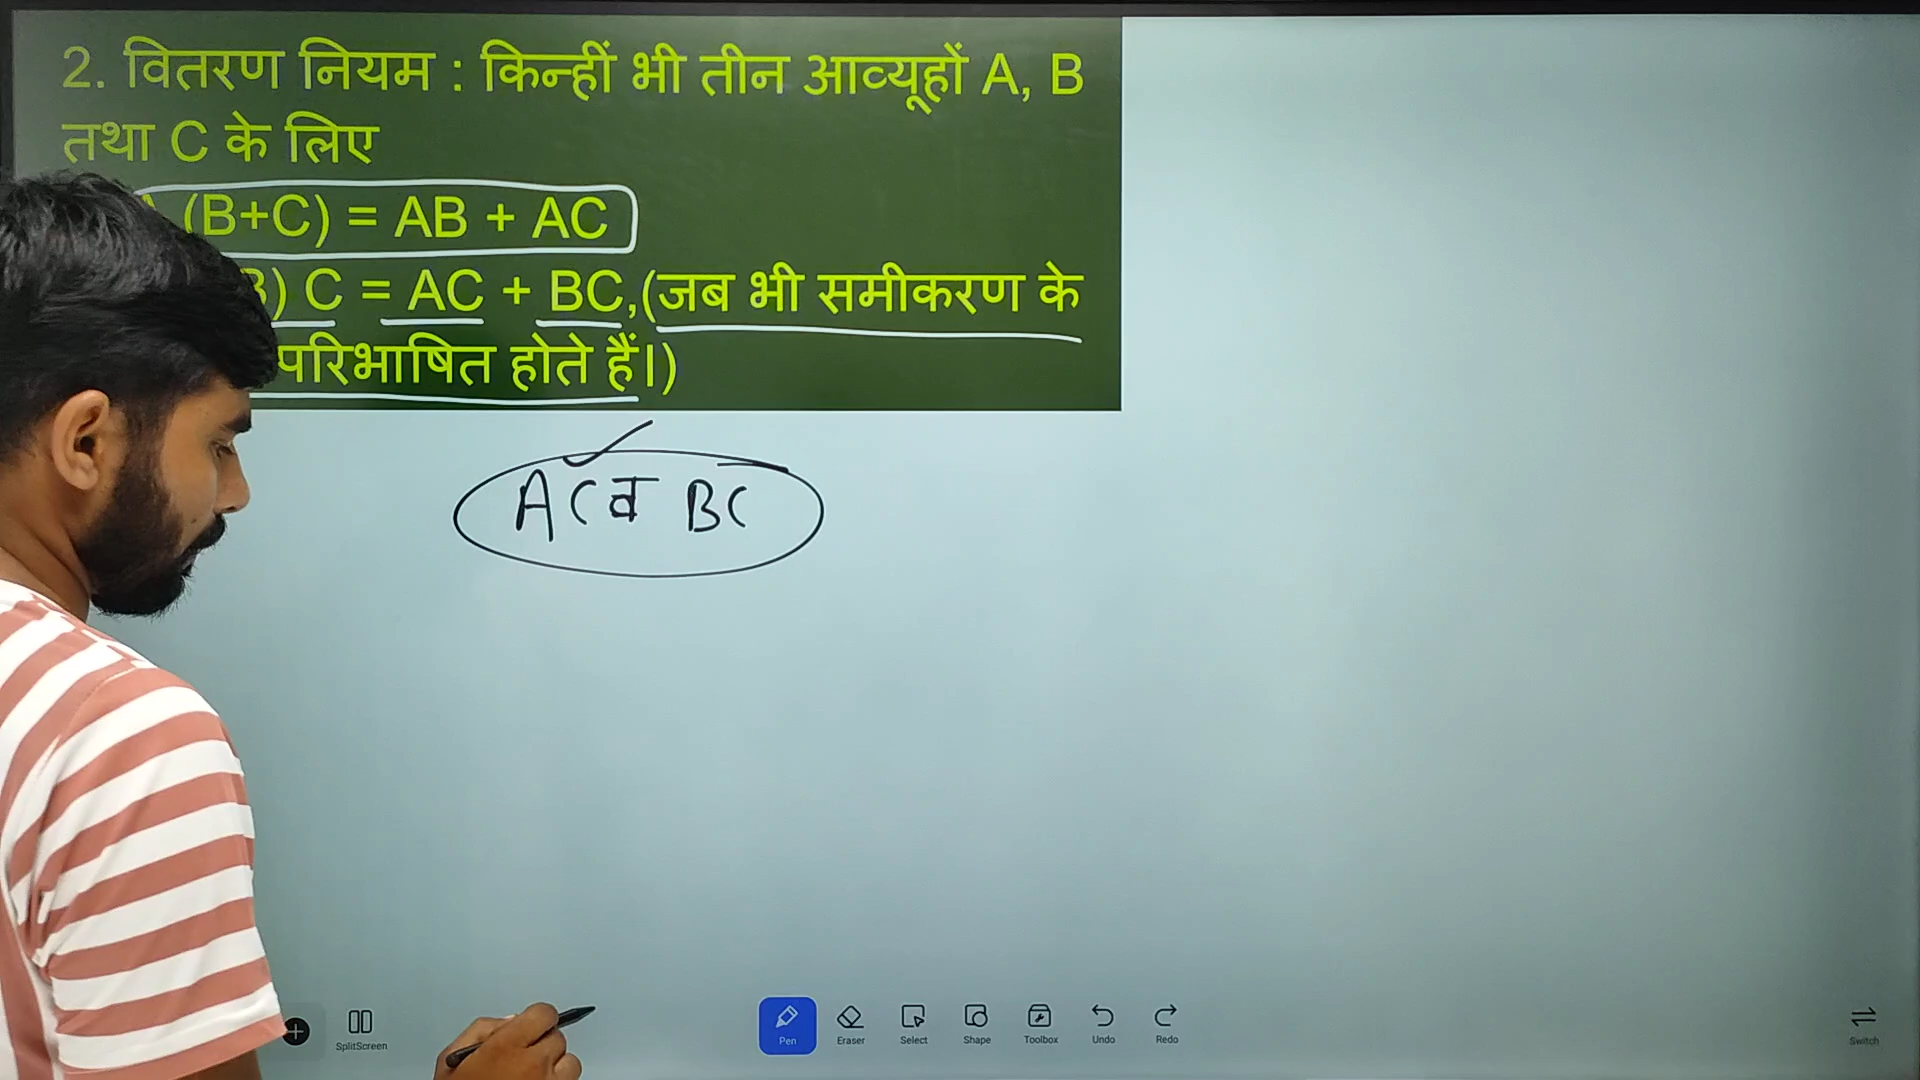 2. वितरण नियम : किन्हीं भी तीन आव्यूहों A, B
तथा C के लिए
(B+C) = AB + AC
) C = AC + BC,(जब भी समीकरण के
परिभाषित होते हैं।)
AC व BC
SplitScreen
Pen
Eraser
Select
Shape
Toolbox
Undo
Redo
Switch